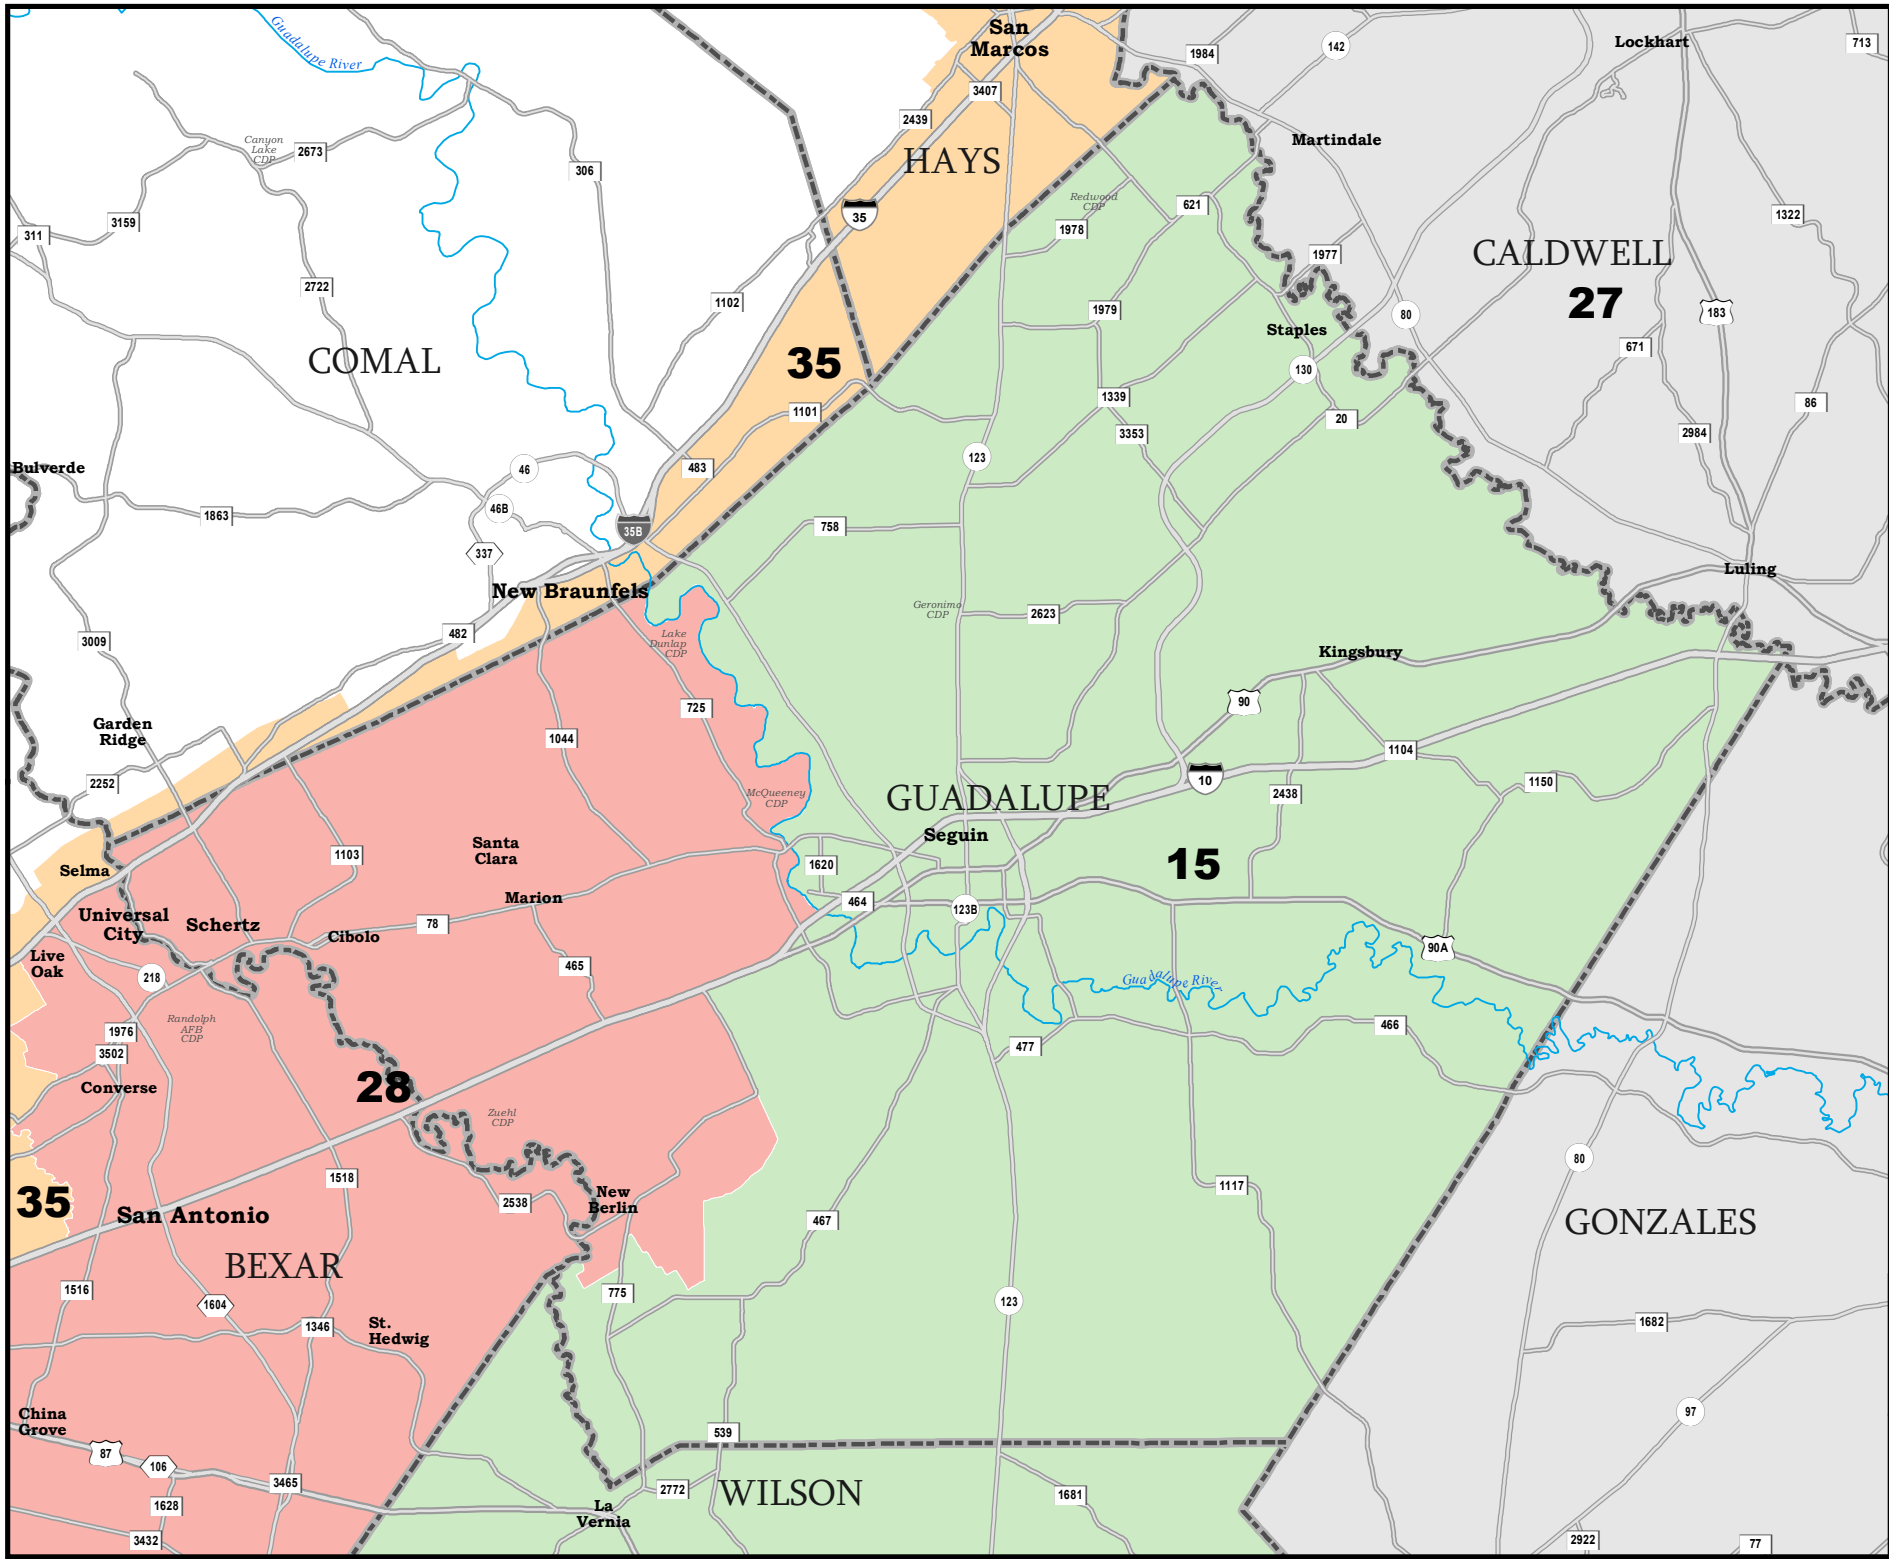 Guadalupe River
San
Marcos
1984
142
Lockhart
713
3407
2439
Canyon
Lake
CDP
2673
306
HAYS
Martindale
3159
311
35
Redwood
CDP
621
1978
1322
1977
CALDWELL
27
2722
1102
1979
80
183
Staples
COMAL
35
671
130
1339
86
1101
20
3353
2984
Bulverde
46
483
123
46B
1863
35B
758
337
New Braunfels
Luling
Geronimo
CDP
2623
482
3009
Lake
Dunlap
CDP
Kingsbury
90
725
Garden
Ridge
1044
1104
10
2252
1150
McQueeney
CDP
GUADALUPE
2438
Seguin
Santa
Clara
1103
Selma
1620
15
Marion
464
123B
Universal
City
Schertz
78
Cibolo
90A
Live
Oak
218
465
Guadalupe River
Randolph
AFB
CDP
1976
466
3502
477
Converse
28
Zuehl
CDP
80
1518
1117
35
San Antonio
2538
New
Berlin
467
GONZALES
BEXAR
1516
775
1604
123
1346
St.
Hedwig
1682
China
Grove
97
539
87
106
3465
2772
WILSON
1681
1628
La
Vernia
3432
2922
77